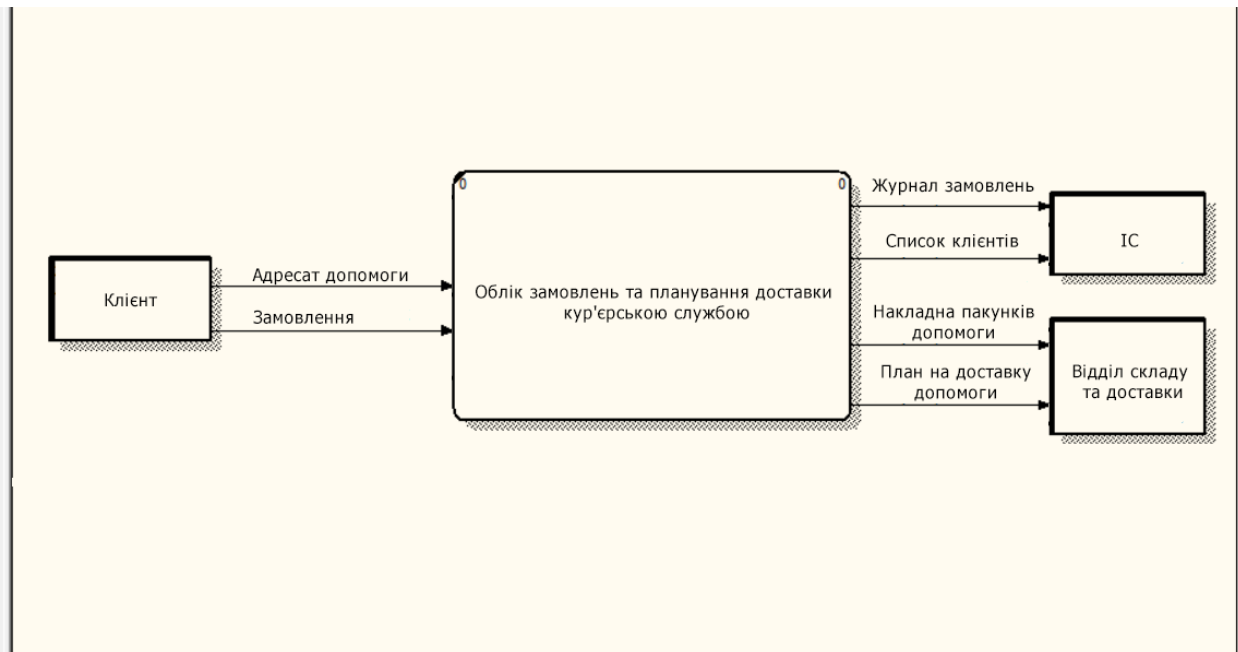 0
0
Журнал замовлень
Список клієнтів
ІС
Клієнт
Адресат допомоги
Замовлення
Облік замовлень та планування доставки
кур'єрською службою
Накладна пакунків
допомоги
План на доставку
допомоги
Відділ складу
та доставки